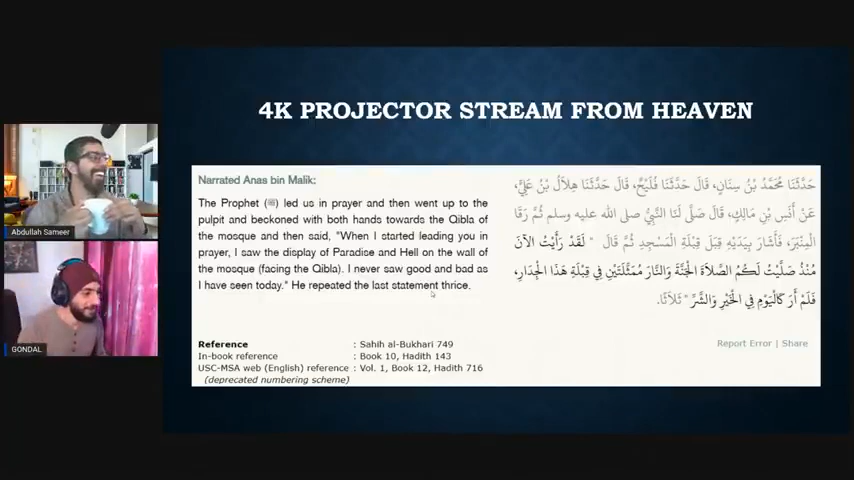 4K PROJECTOR STREAM FROM HEAVEN
Narrated Anas bin Malik:
The Prophet (ﷺ) led us in prayer and then went up to the
pulpit and beckoned with both hands towards the Qibla of
the mosque and then said, "When I started leading you in
prayer, I saw the display of Paradise and Hell on the wall of
the mosque (facing the Qibla). I never saw good and bad as
I have seen today." He repeated the last statement thrice.
حَدَّثَنَا مُحَمَّدُ بْنُ سِنَانٍ، قَالَ حَدَّثَنَا فُلَيْحٌ، قَالَ حَدَّثَنَا هِلاَلُ بْنُ عَلِيٍّ،
عَنْ أَنَسِ بْنِ مَالِكٍ، قَالَ صَلَّى لَنَا النَّبِيُّ صلى الله عليه وسلم ثُمَّ رَقَا
الْمِنْبَرَ، فَأَشَارَ بِيَدَيْهِ قِبَلَ قِبْلَةِ الْمَسْجِدِ ثُمَّ قَالَ " لَقَدْ رَأَيْتُ الآنَ
مُنْذُ صَلَّيْتُ لَكُمُ الصَّلاَةَ الْجَنَّةَ وَالنَّارَ مُمَثَّلَتَيْنِ فِي قِبْلَةِ هَذَا الْجِدَارِ،
فَلَمْ أَرَ كَالْيَوْمِ فِي الْخَيْرِ وَالشَّرِّ " ثَلاَثًا.
Reference : Sahih al-Bukhari 749
In-book reference : Book 10, Hadith 143
USC-MSA web (English) reference : Vol. 1, Book 12, Hadith 716
(deprecated numbering scheme)
Report Error | Share
Abdullah Sameer
GONDAL